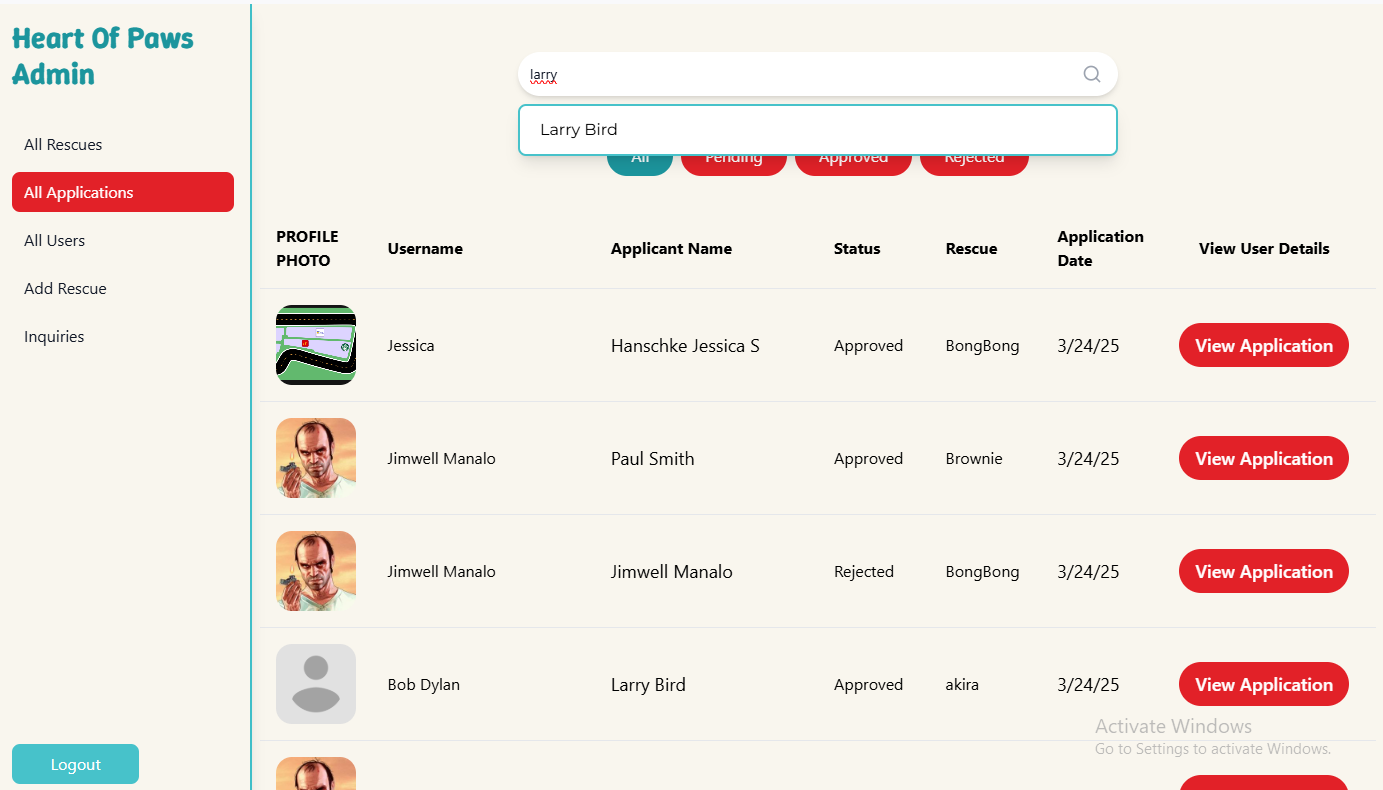 Heart Of Paws
Admin
All Rescues
All Applications
All Users
Add Rescue
Inquiries
Logout
larry
Larry Bird
All Pending Approved Rejected
PROFILE PHOTO Username Applicant Name Status Rescue Application Date View User Details
Jessica Hanschke Jessica S Approved BongBong 3/24/25 View Application
Jimwell Manalo Paul Smith Approved Brownie 3/24/25 View Application
Jimwell Manalo Jimwell Manalo Rejected BongBong 3/24/25 View Application
Bob Dylan Larry Bird Approved akira 3/24/25 View Application
Activate Windows
Go to Settings to activate Windows.